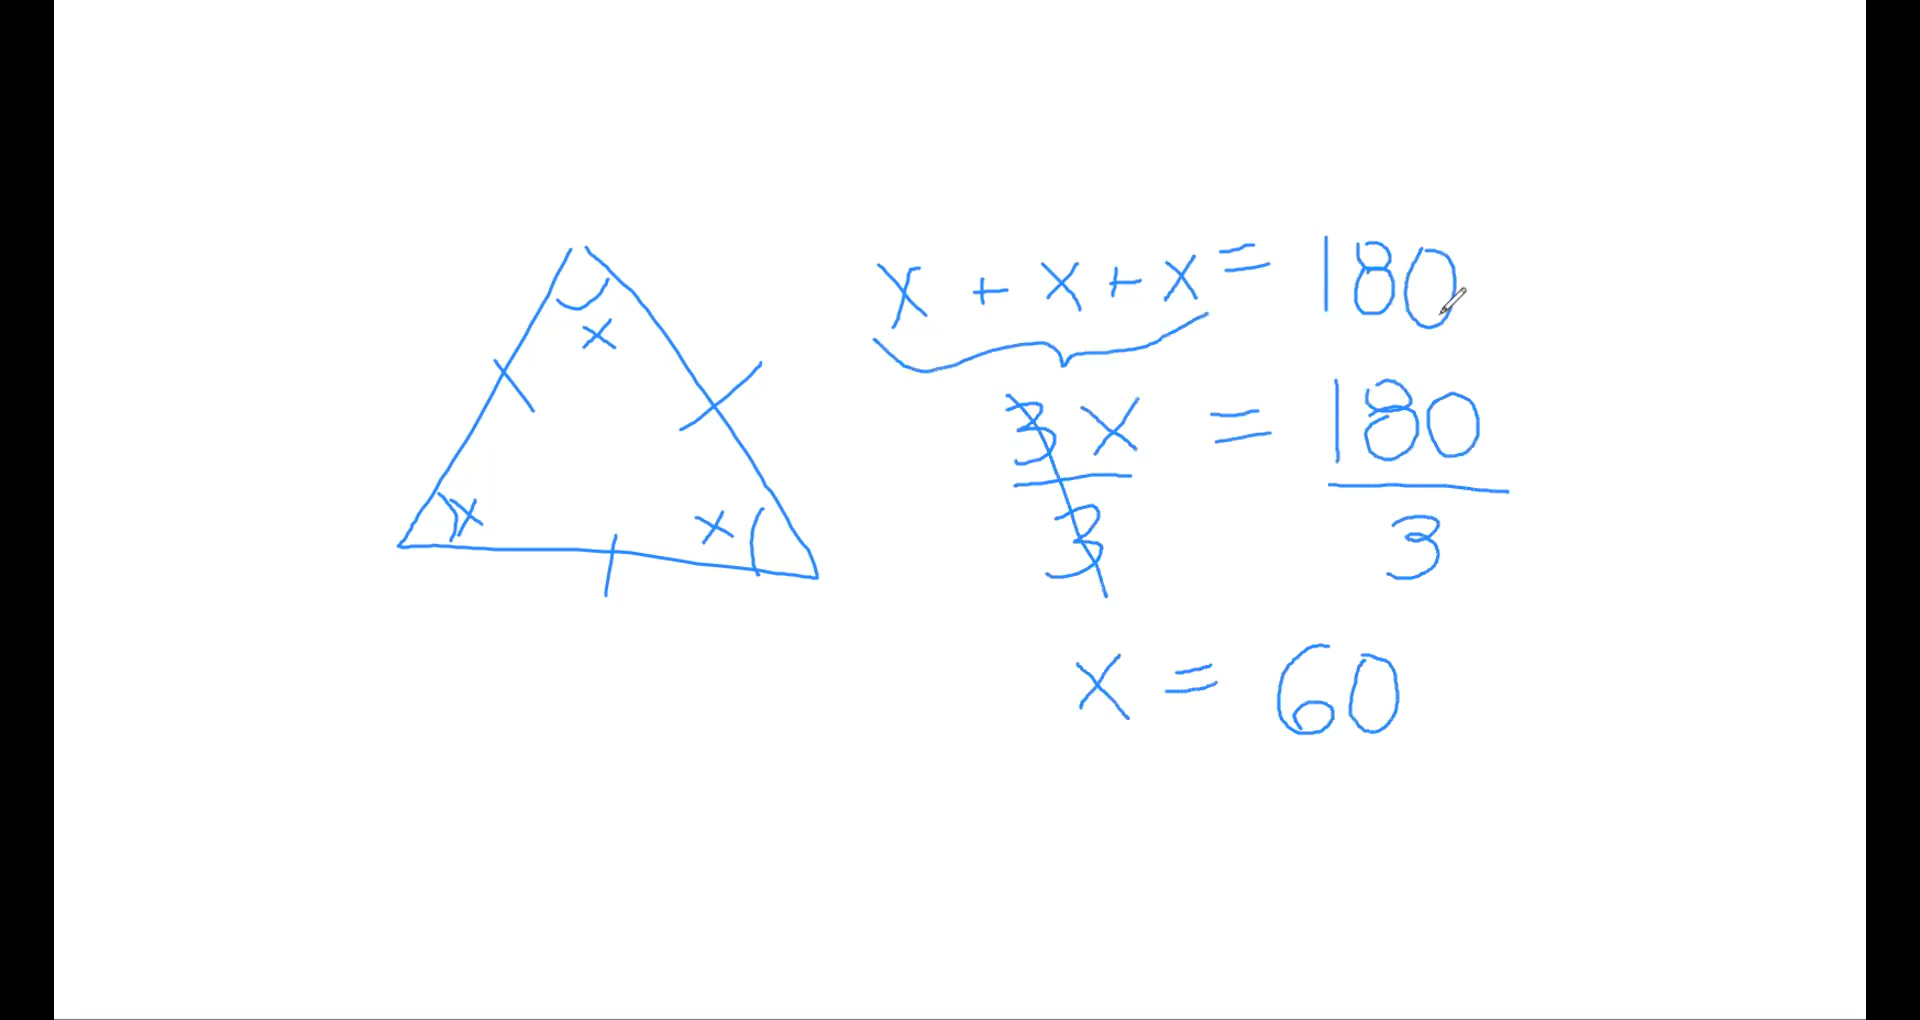 x + x + x = 180
x
3x = 180
3 3
x x
x = 60